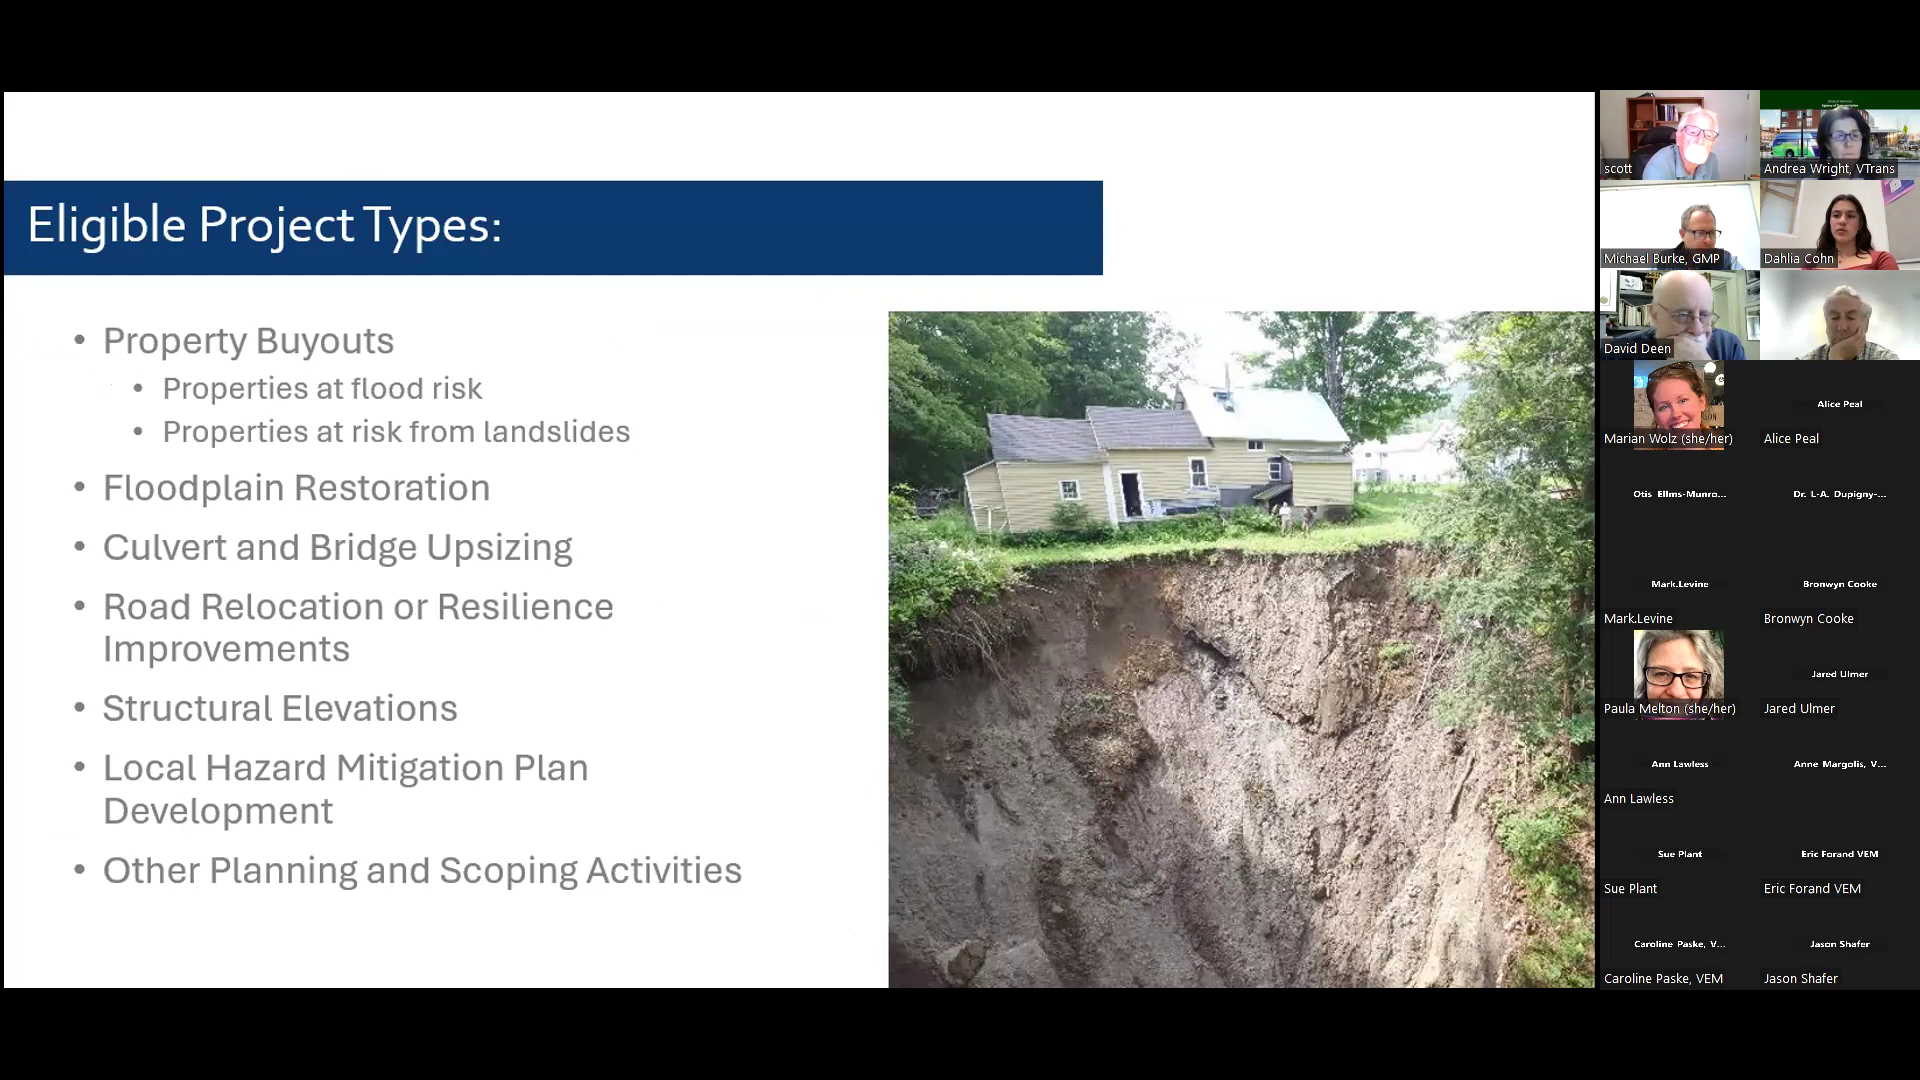 Eligible Project Types:
• Property Buyouts
• Properties at flood risk
• Properties at risk from landslides
• Floodplain Restoration
• Culvert and Bridge Upsizing
• Road Relocation or Resilience
Improvements
• Structural Elevations
• Local Hazard Mitigation Plan
Development
• Other Planning and Scoping Activities
scott
Andrea Wright, VTrans
Michael Burke, GMP
Dahlia Cohn
David Deen
Marian Wolz (she/her)
Alice Peal
Alice Peal
Otis Ellms-Munro...
Dr. L-A. Dupigny-...
Mark.Levine
Mark.Levine
Bronwyn Cooke
Bronwyn Cooke
Paula Melton (she/her)
Jared Ulmer
Jared Ulmer
Ann Lawless
Ann Lawless
Anne Margolis, V...
Sue Plant
Sue Plant
Eric Forand VEM
Eric Forand VEM
Caroline Paske, V...
Caroline Paske, VEM
Jason Shafer
Jason Shafer